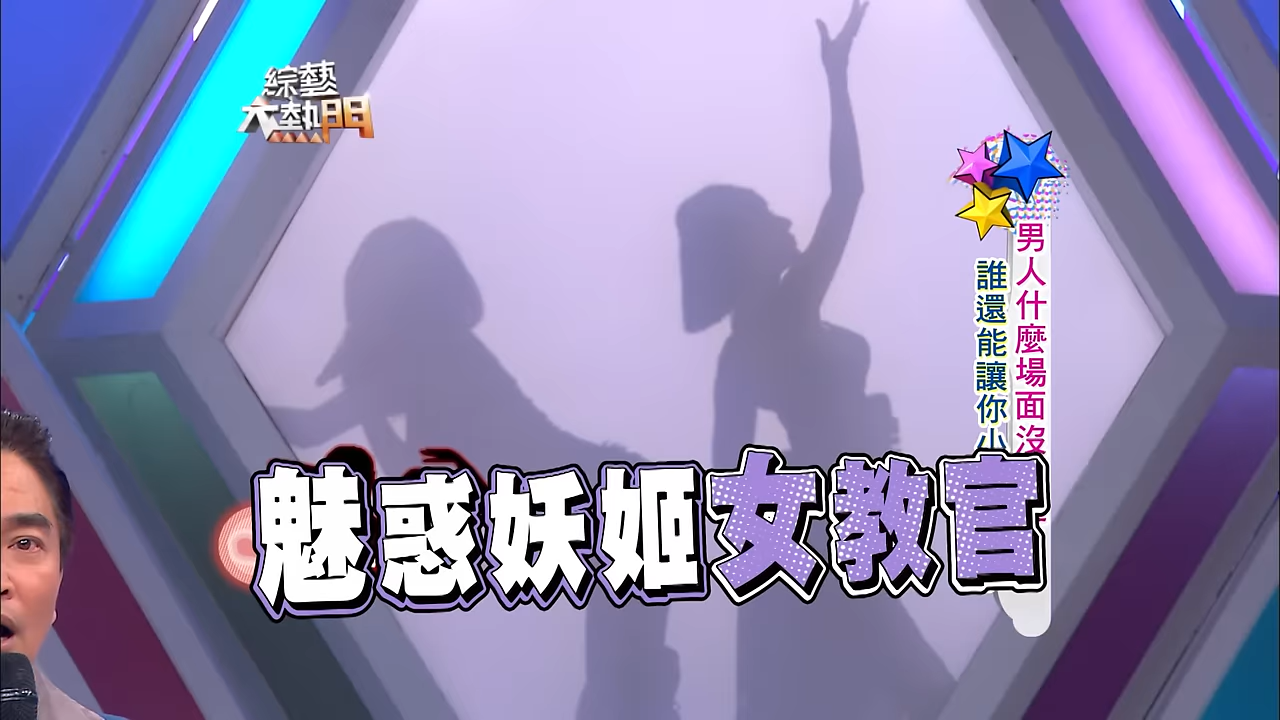 綜藝
大熱門
男人什麼場面沒
誰還能讓你小
魅惑妖姬女教官